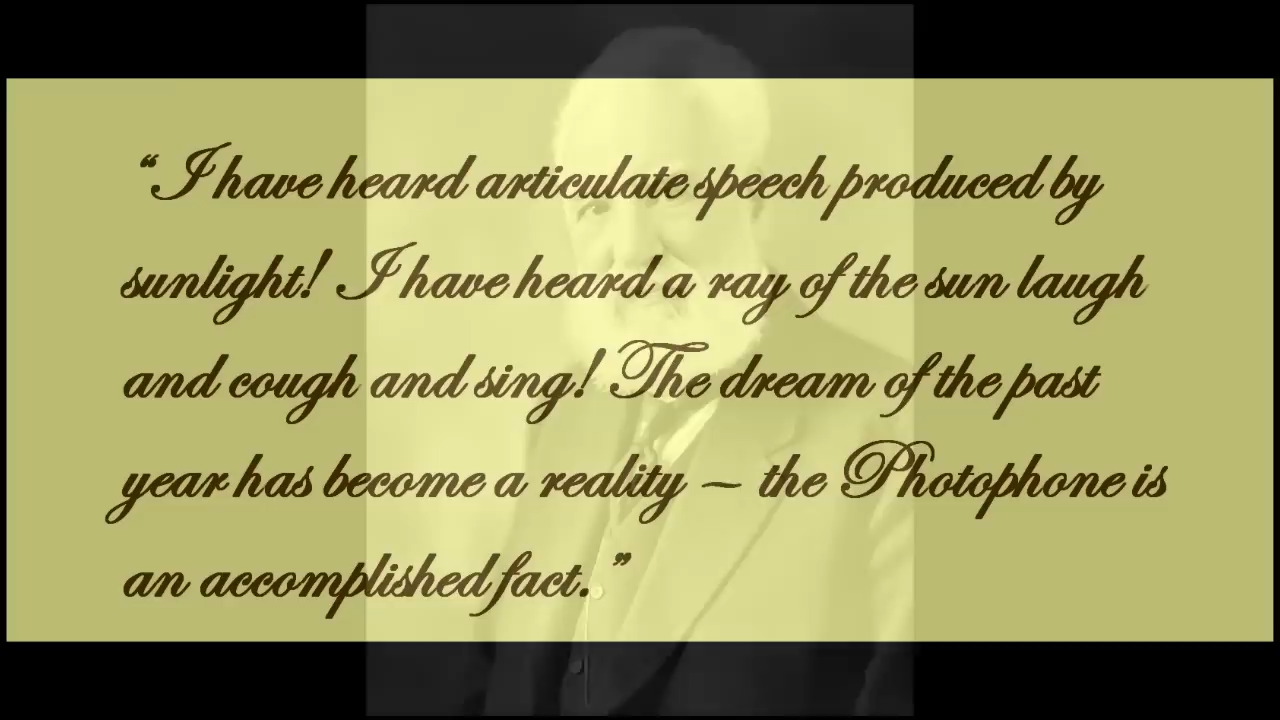 “I have heard articulate speech produced by
sunlight! I have heard a ray of the sun laugh
and cough and sing! The dream of the past
year has become a reality – the Photophone is
an accomplished fact.”